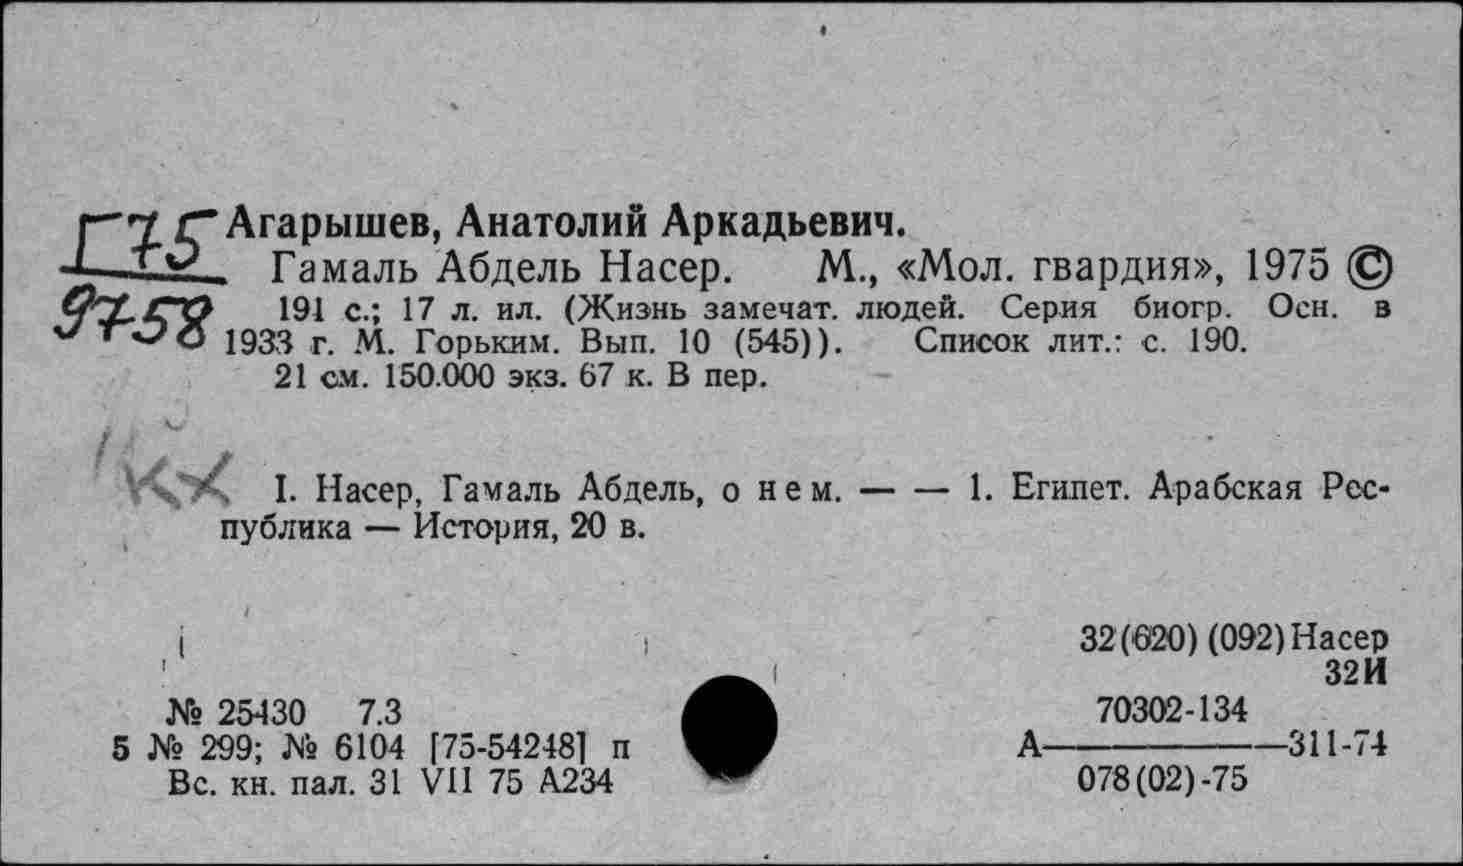 Г75
97-58
Агарышев, Анатолий Аркадьевич.
Гамаль Абдель Насер. М., «Мол. гвардия», 1975 ©
191 с.; 17 л. ил. (Жизнь замечат. людей. Серия биогр. Осн. в
1933 г. М. Горьким. Вып. 10 (545)). Список лит.: с. 190.
21 см. 150.000 экз. 67 к. В пер.
I. Насер, Гамаль Абдель, о нем. — — 1. Египет. Арабская Рес-
публика — История, 20 в.
32(620) (092) Насер
32И
№ 25430 7.3
70302-134
5 № 299; № 6104 [75-54248] п
А————311-74
Вс. кн. пал. 31 VII 75 А234
078(02)-75